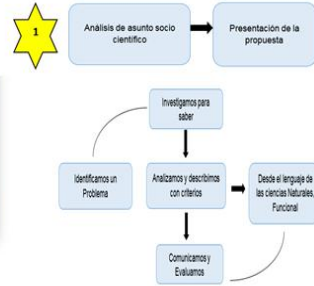 1
Análisis de asunto socio
científico
Presentación de la
propuesta
Investigamos para
saber
Identificamos un
Problema
Analizamos y describimos
con criterios
Desde el lenguaje de
las ciencias Naturales,
Funcional
Comunicamos y
Evaluamos